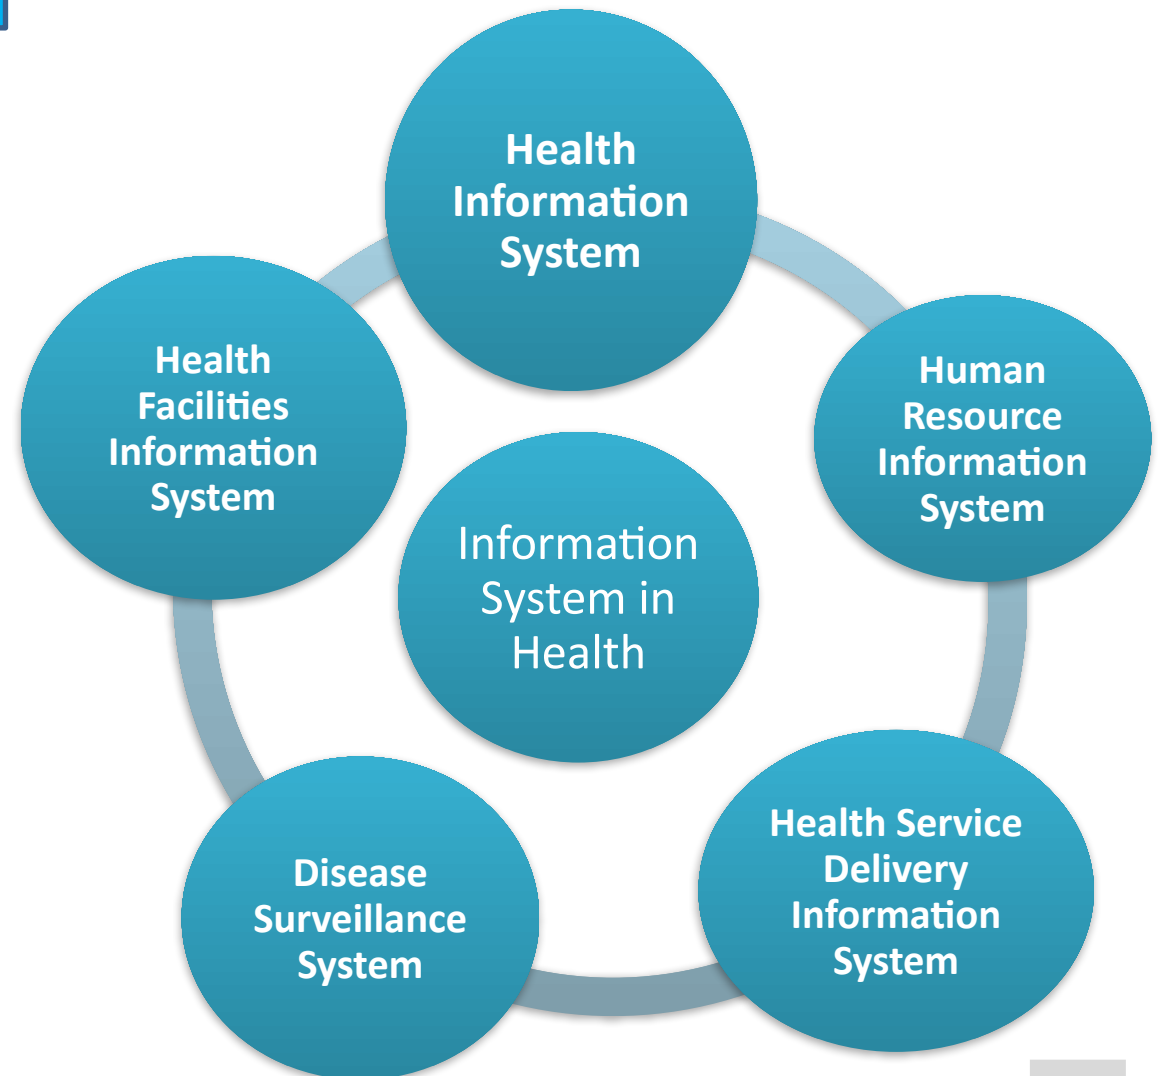 Health
Information
System
Human
Resource
Information
System
Health Service
Delivery
Information
System
Disease
Surveillance
System
Health
Facilities
Information
System
Information
System in
Health